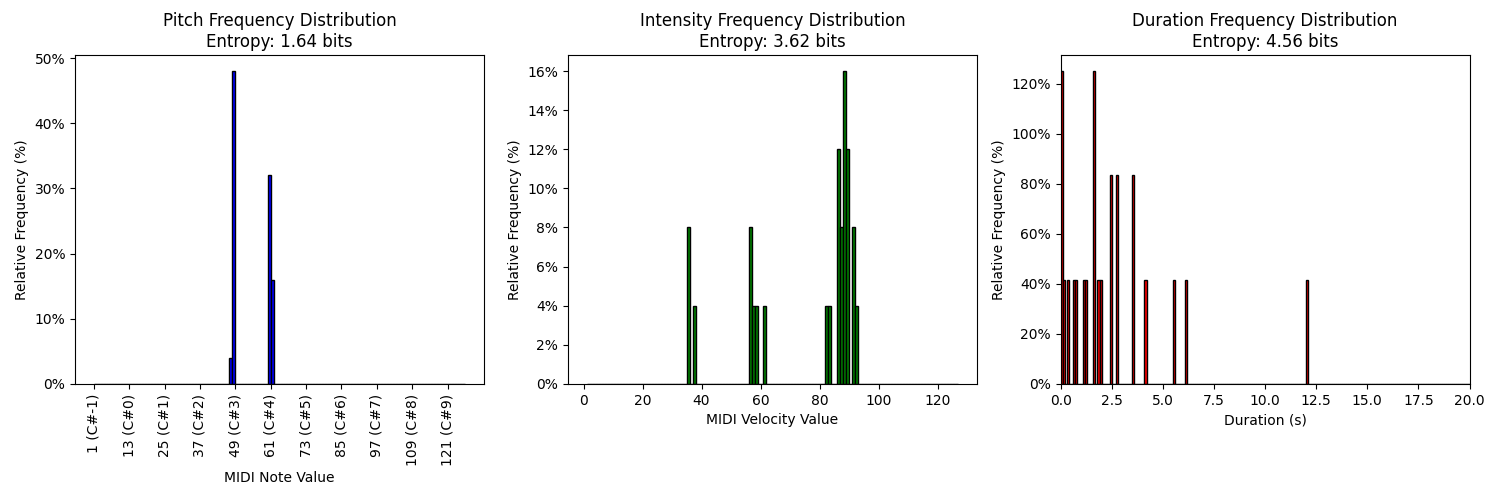 Pitch Frequency Distribution
Entropy: 1.64 bits
50%
40%
30%
20%
10%
0%
Relative Frequency (%)
1 (C#-1)
13 (C#0)
25 (C#1)
37 (C#2)
49 (C#3)
61 (C#4)
73 (C#5)
85 (C#6)
97 (C#7)
109 (C#8)
121 (C#9)
MIDI Note Value
Intensity Frequency Distribution
Entropy: 3.62 bits
16%
14%
12%
10%
8%
6%
4%
2%
0%
Relative Frequency (%)
0 20 40 60 80 100 120
MIDI Velocity Value
Duration Frequency Distribution
Entropy: 4.56 bits
120%
100%
80%
60%
40%
20%
0%
Relative Frequency (%)
0.0 2.5 5.0 7.5 10.0 12.5 15.0 17.5 20.0
Duration (s)